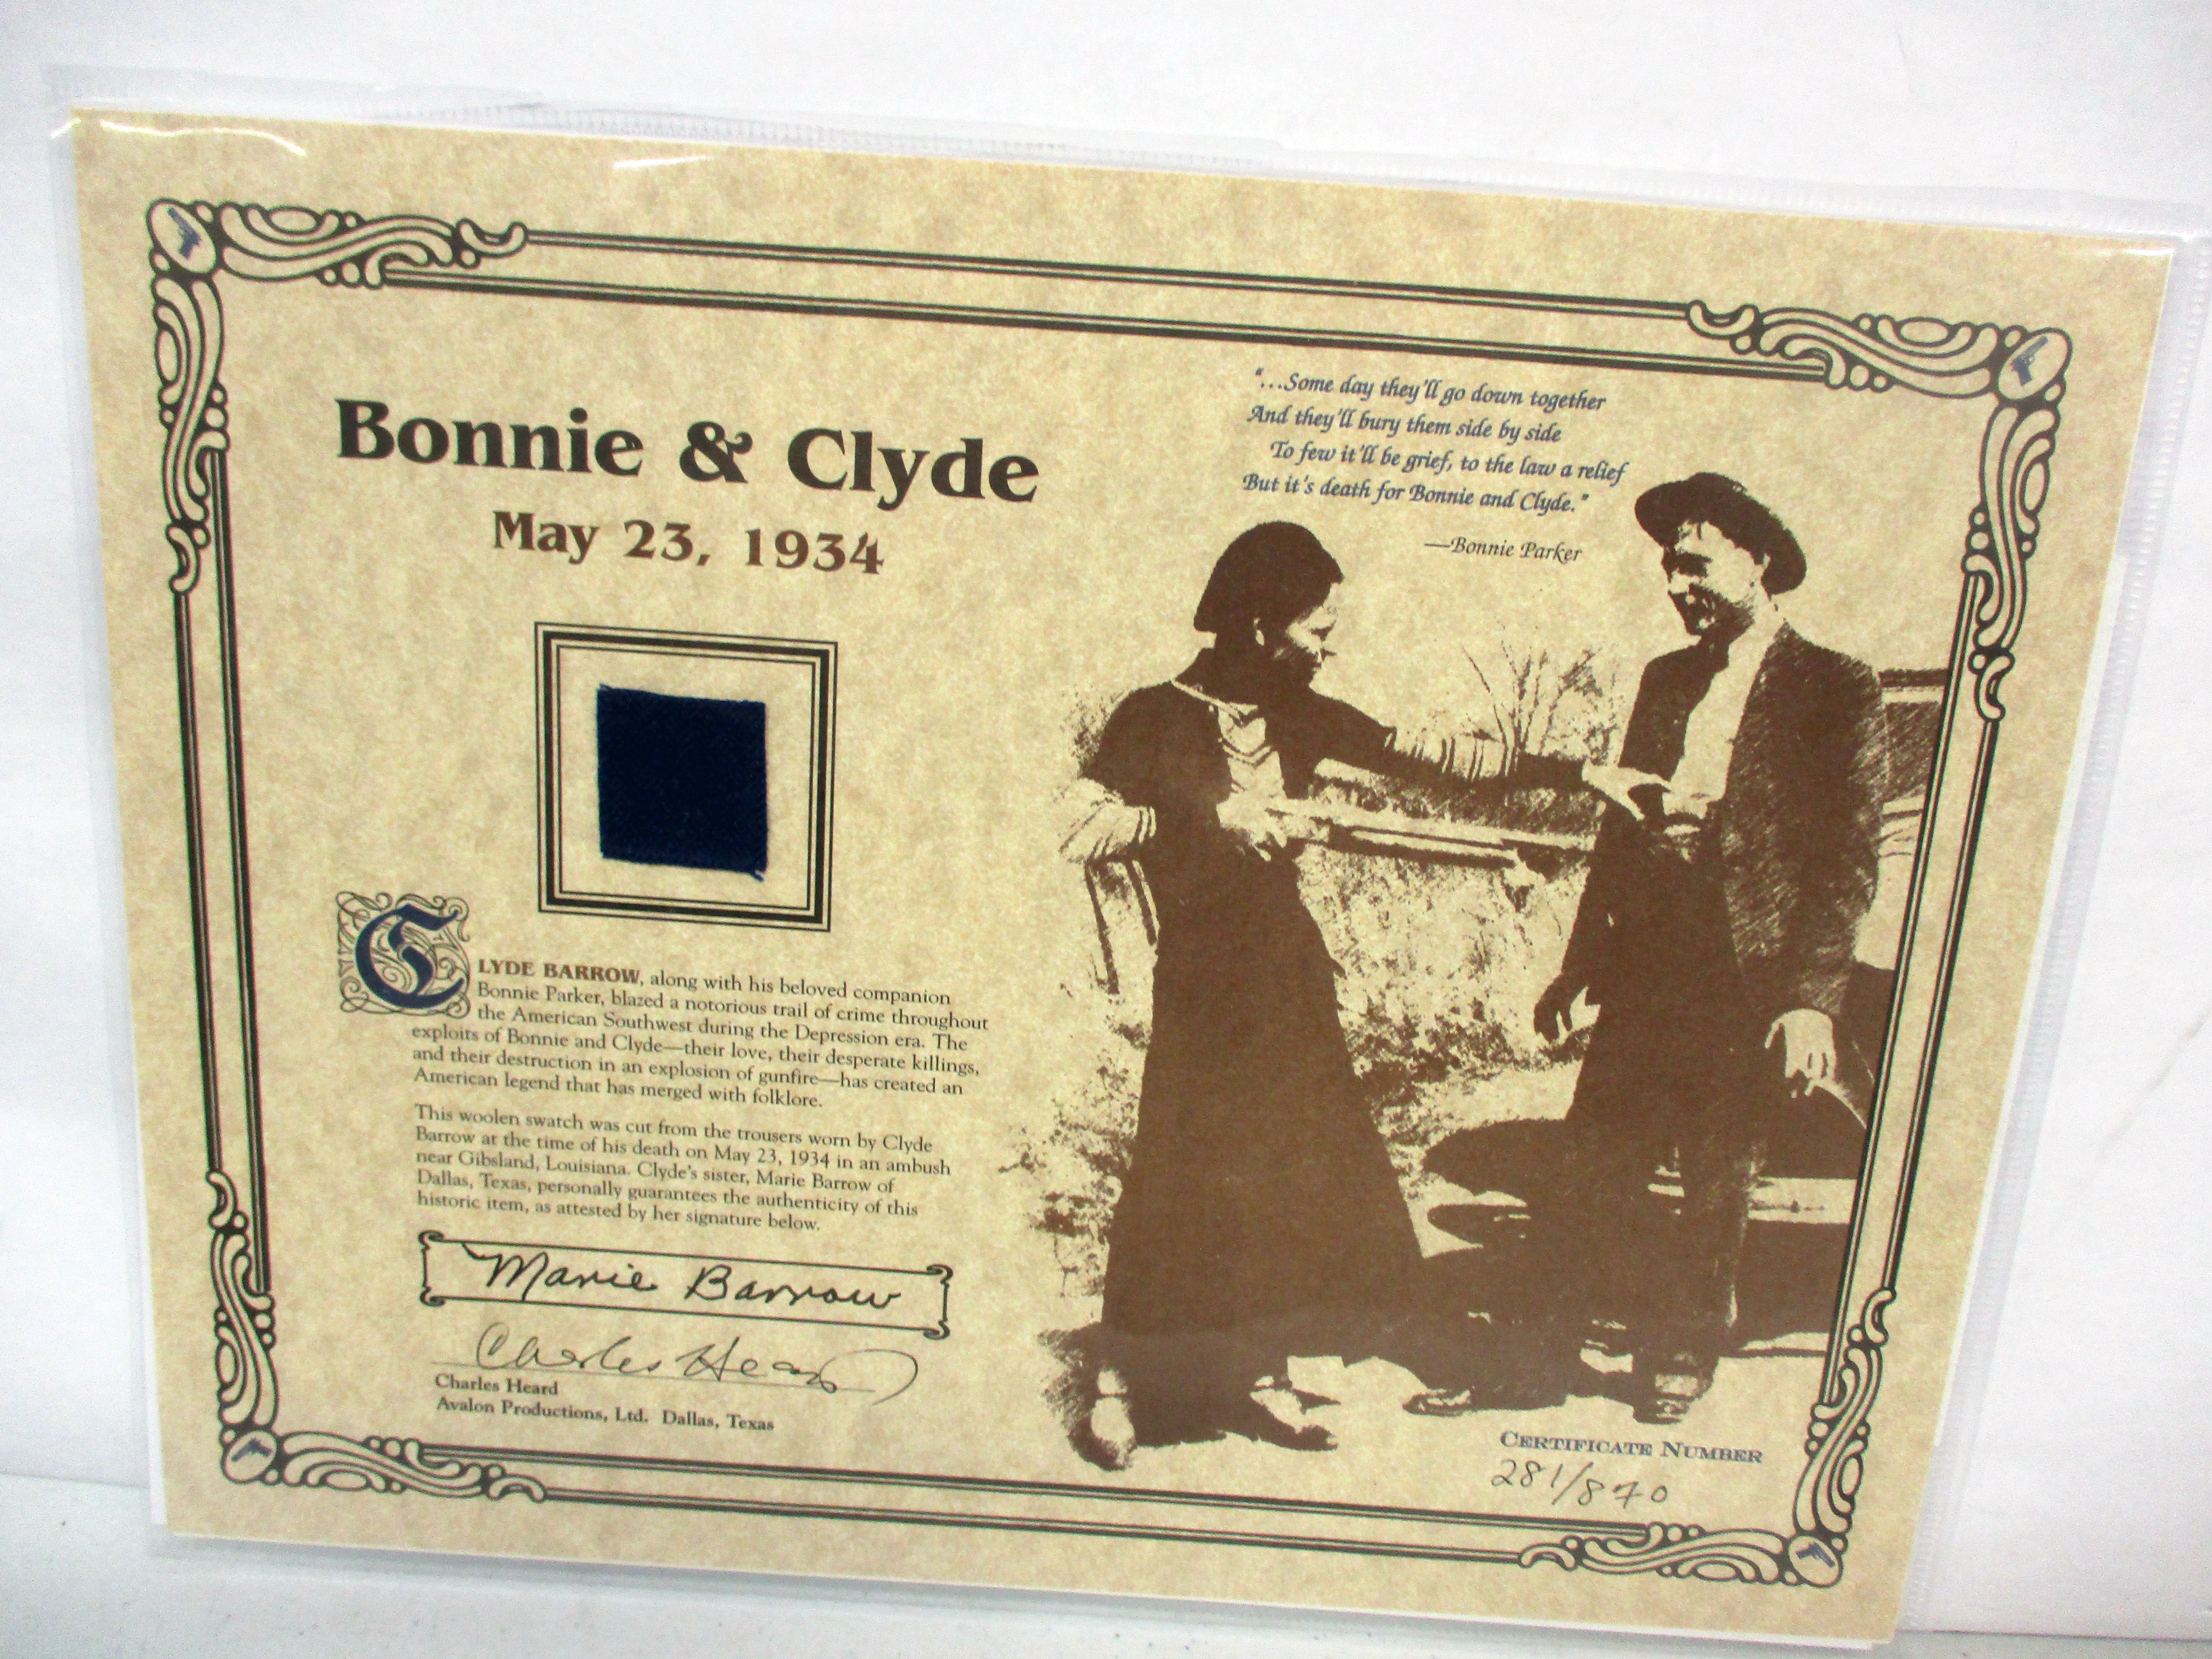 Bonnie & Clyde
May 23, 1934
"...Some day they'll go down together
And they'll bury them side by side
To few it'll be grief, to the law a relief
But it's death for Bonnie and Clyde."
—Bonnie Parker
CLYDE BARROW, along with his beloved companion
Bonnie Parker, blazed a notorious trail of crime throughout
the American Southwest during the Depression era. The
exploits of Bonnie and Clyde—their love, their desperate killings,
and their destruction in an explosion of gunfire—has created an
American legend that has merged with folklore.
This woolen swatch was cut from the trousers worn by Clyde
Barrow at the time of his death on May 23, 1934 in an ambush
near Gibsland, Louisiana. Clyde's sister, Marie Barrow of
Dallas, Texas, personally guarantees the authenticity of this
historic item, as attested by her signature below.
Marie Barrow
Charles Heard
Charles Heard
Avalon Productions, Ltd. Dallas, Texas
CERTIFICATE NUMBER
281/870